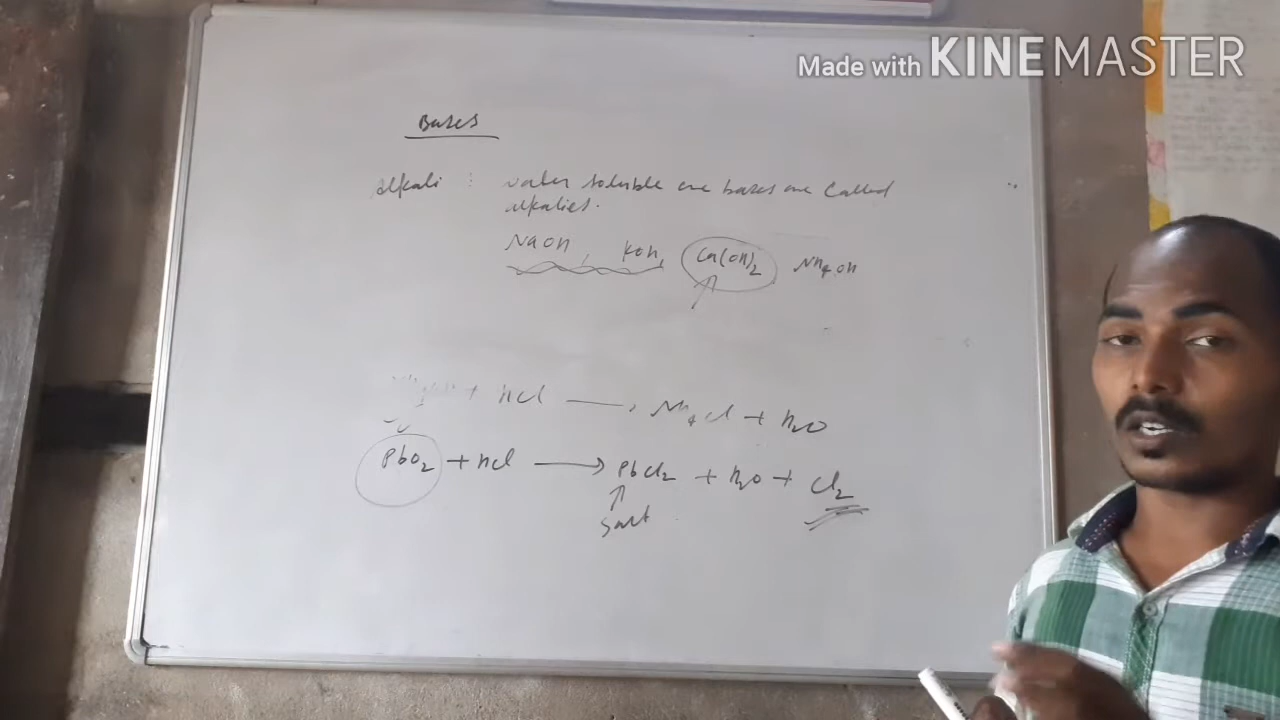 Made with KINEMASTER
Bases
alkali : water soluble are bases are called
alkalies.
NaOH, KOH, Ca(OH)2 NH4OH
+ HCl → NH4Cl + H2O
PbO2 + HCl → PbCl2 + H2O + Cl2
Salt